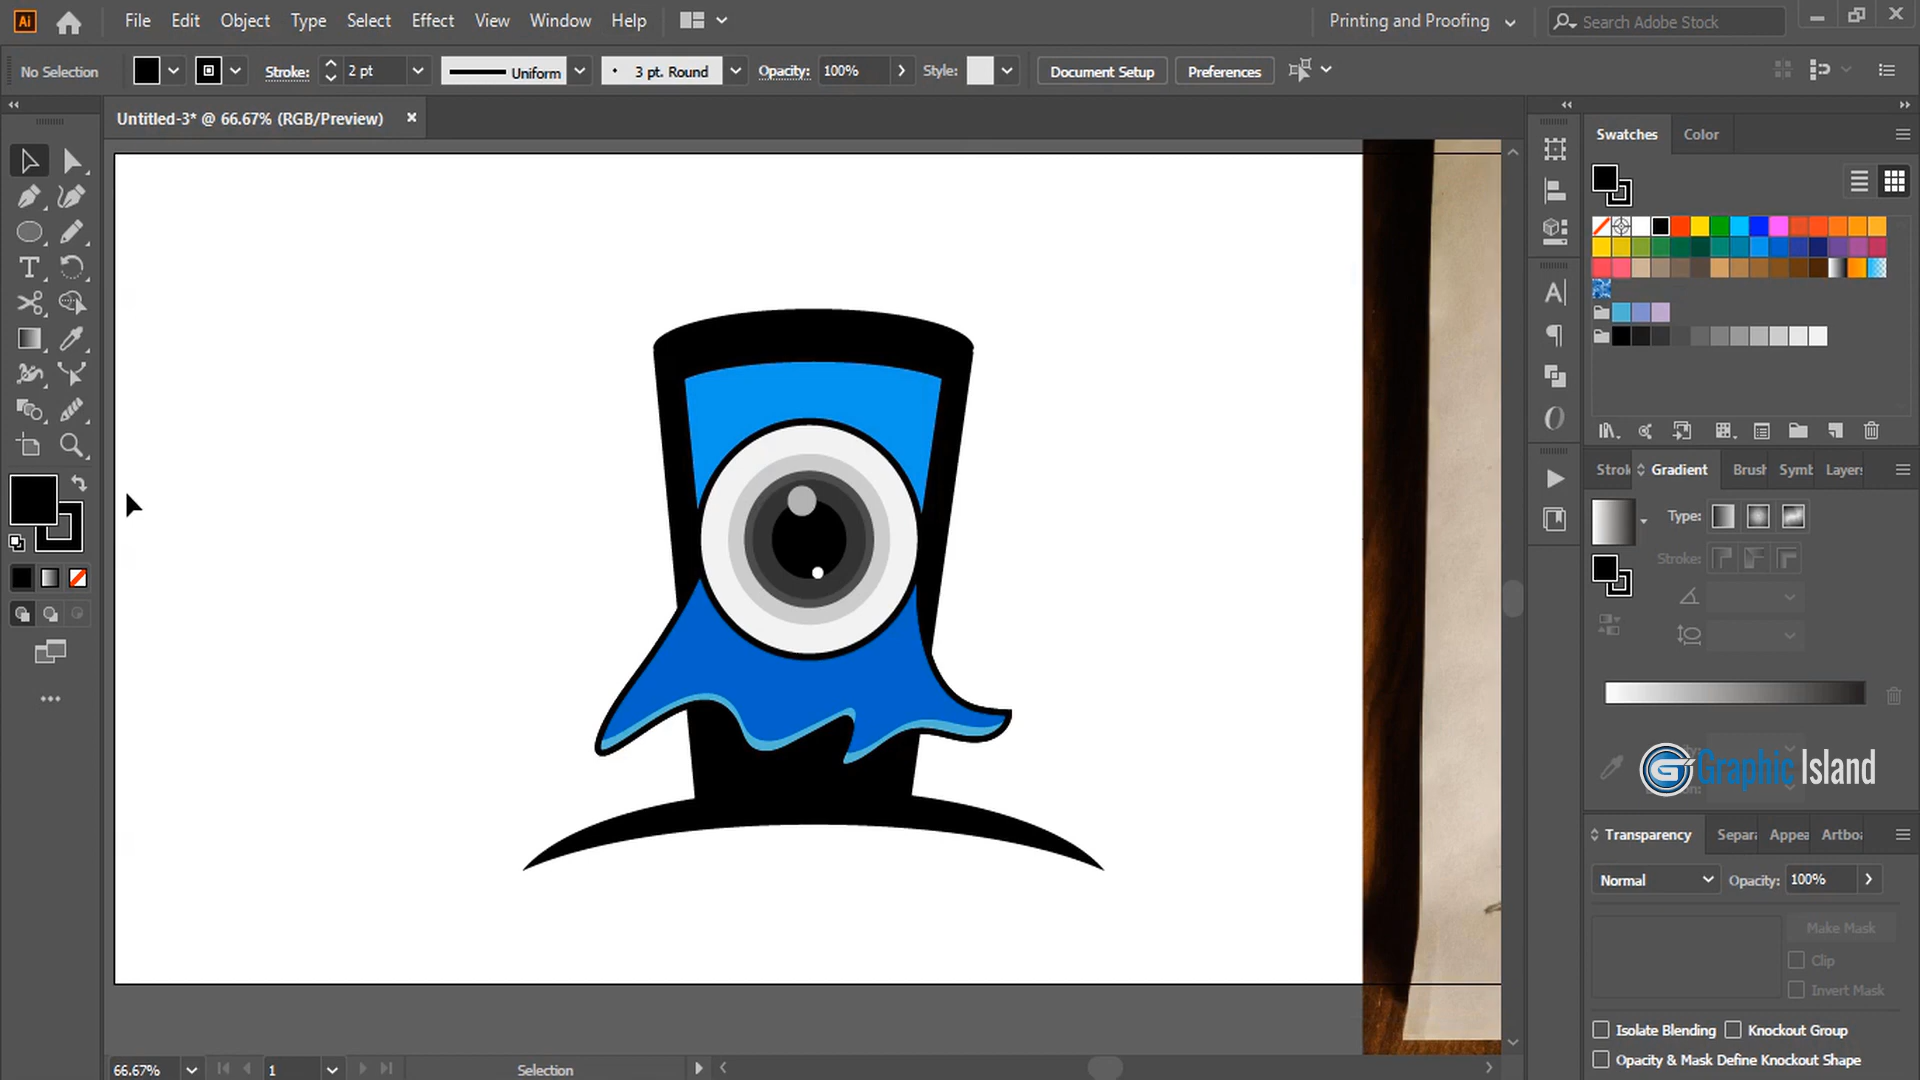 Ai File Edit Object Type Select Effect View Window Help Printing and Proofing Search Adobe Stock
No Selection Stroke: 2 pt Uniform 3 pt. Round Opacity: 100% Style: Document Setup Preferences
Untitled-3* @ 66.67% (RGB/Preview)
Swatches Color
Strok Gradient Brush Symb Layers
Type:
Stroke:
Graphic Island
Transparency Separ Appea Artboa
Normal Opacity: 100%
Make Mask
Clip
Invert Mask
Isolate Blending Knockout Group
Opacity & Mask Define Knockout Shape
66.67% 1 Selection